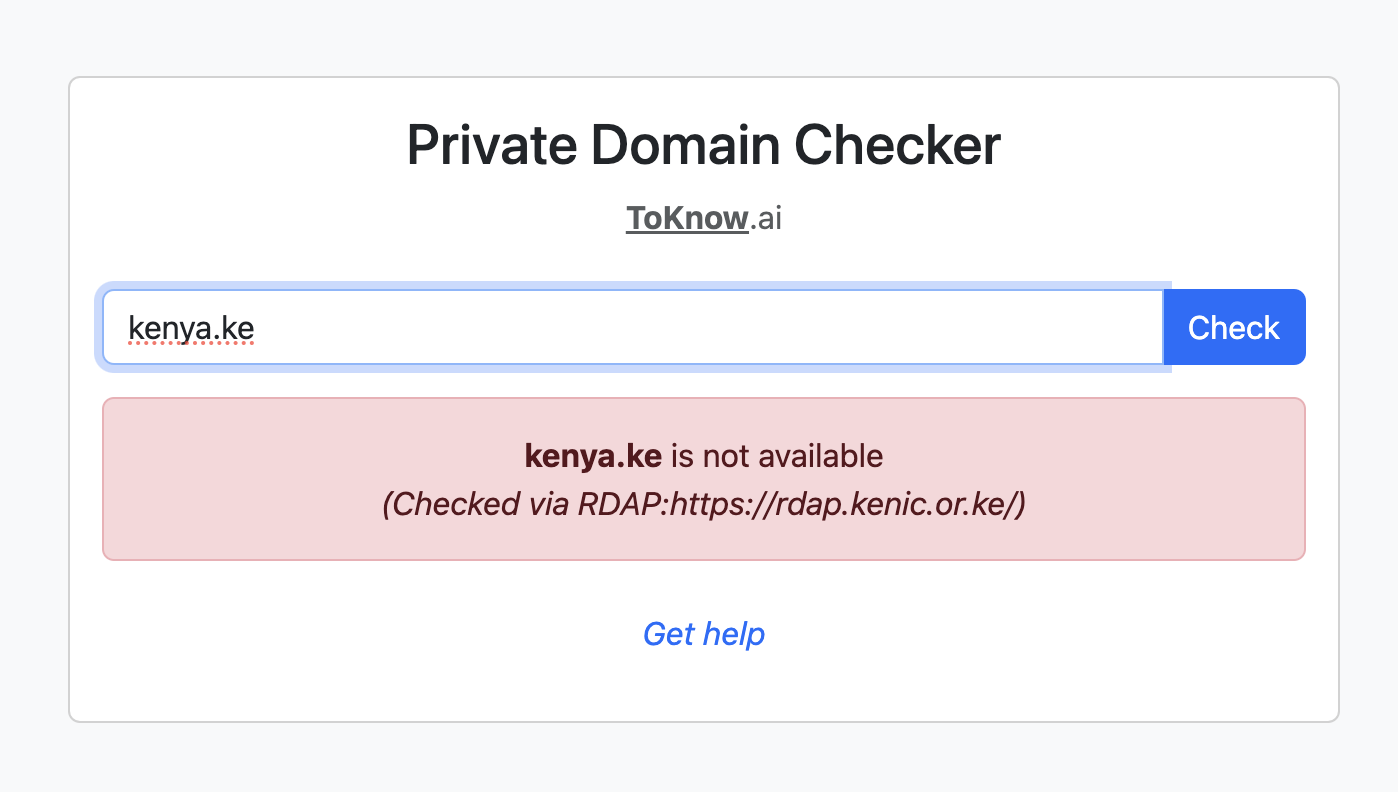 Private Domain Checker
ToKnow.ai
kenya.ke
Check
kenya.ke is not available
(Checked via RDAP:https://rdap.kenic.or.ke/)
Get help